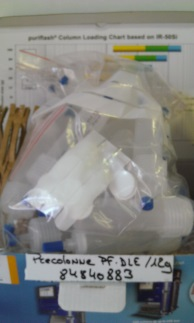 puriflash® Column Loading Chart based on IR-50SI
Precolonne PF-DLE/12g
84840883